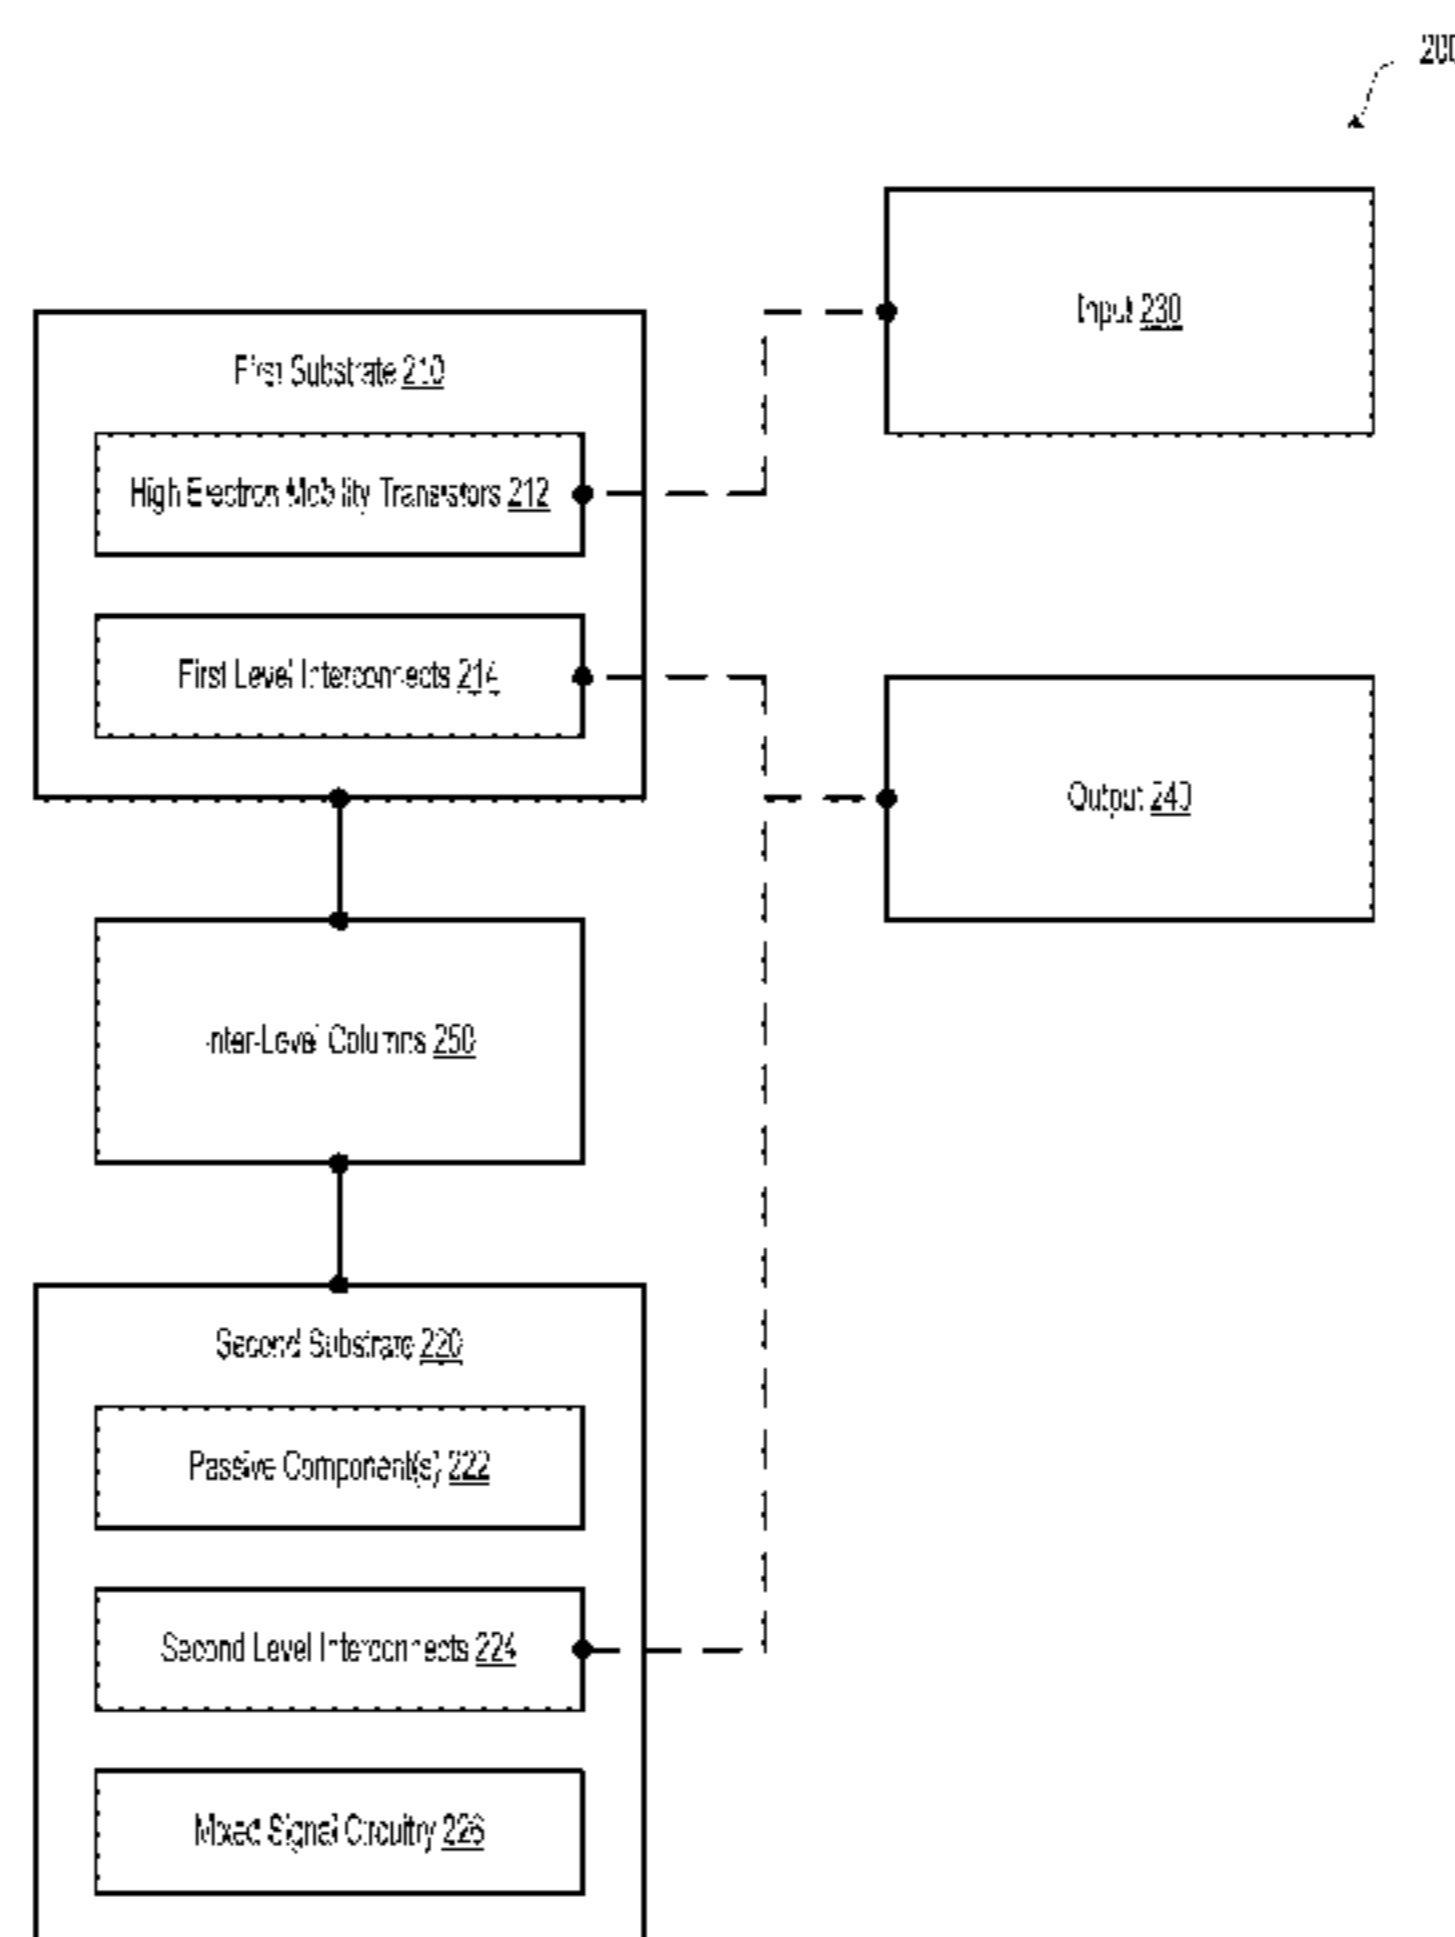 200
Input 230
First Substrate 210
High Electron Mobility Transistors 212
First Level Interconnects 214
Output 240
Inter-Level Columns 250
Second Substrate 220
Passive Component(s) 222
Second Level Interconnects 224
Mixed Signal Circuitry 226